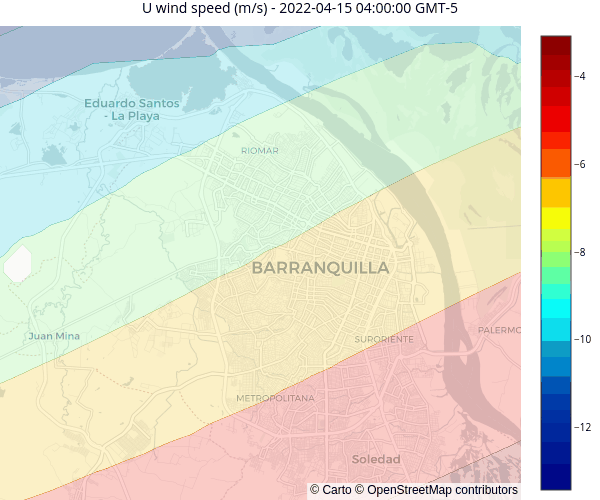 U wind speed (m/s) - 2022-04-15 04:00:00 GMT-5
−4
Eduardo Santos
- La Playa
RIOMAR
−6
−8
BARRANQUILLA
Juan Mina
SURORIENTE
PALERMO
−10
METROPOLITANA
−12
Soledad
© Carto © OpenStreetMap contributors